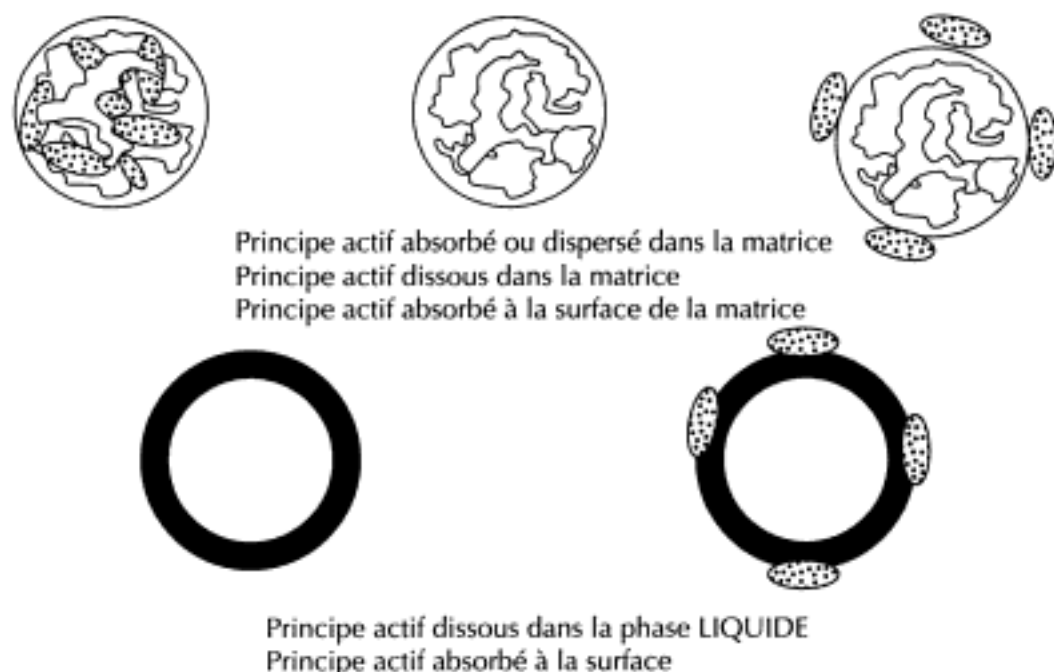 Principe actif absorbé ou dispersé dans la matrice
Principe actif dissous dans la matrice
Principe actif absorbé à la surface de la matrice
Principe actif dissous dans la phase LIQUIDE
Principe actif absorbé à la surface